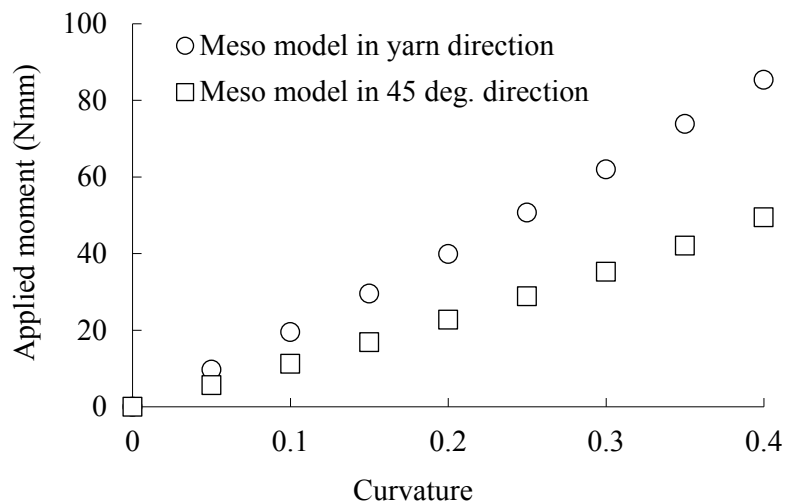 100
Meso model in yarn direction
Meso model in 45 deg. direction
80
60
40
20
0
Applied moment (Nmm)
0 0.1 0.2 0.3 0.4
Curvature